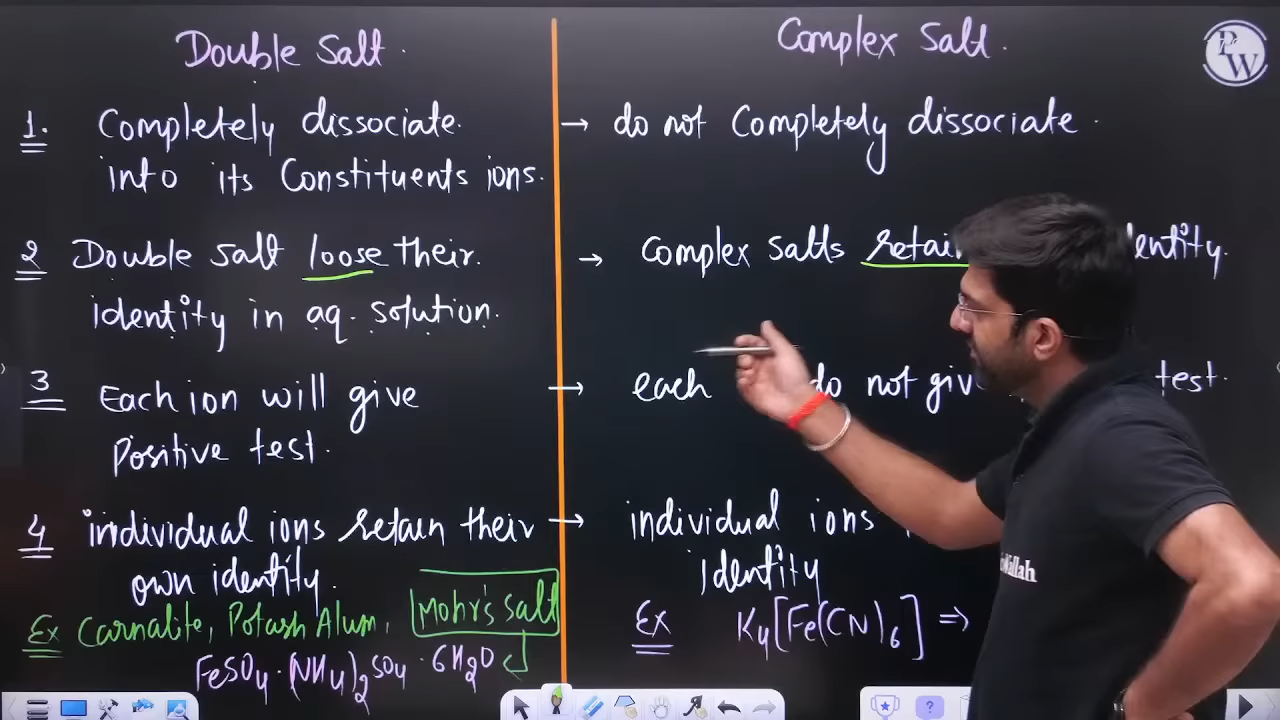 Double Salt.
Complex Salt.
PW
1. Completely dissociate.
into its Constituents ions.
→ do not Completely dissociate.
2 Double salt loose their.
identity in aq. solution.
→ complex salts retain
3 Each ion will give
Positive test.
→ each do not test.
4 individual ions retain their
own identity.
→ individual ions
identity
Ex Carnalite, Potash Alum, Mohr's Salt
FeSO4·(NH4)2SO4·6H2O
Ex K4[Fe(CN)6] ⇒